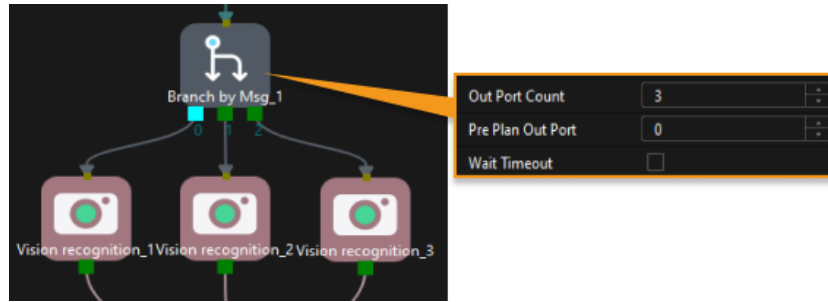 Branch by Msg_1
0 1 2
Vision recognition_1 Vision recognition_2 Vision recognition_3
Out Port Count 3
Pre Plan Out Port 0
Wait Timeout